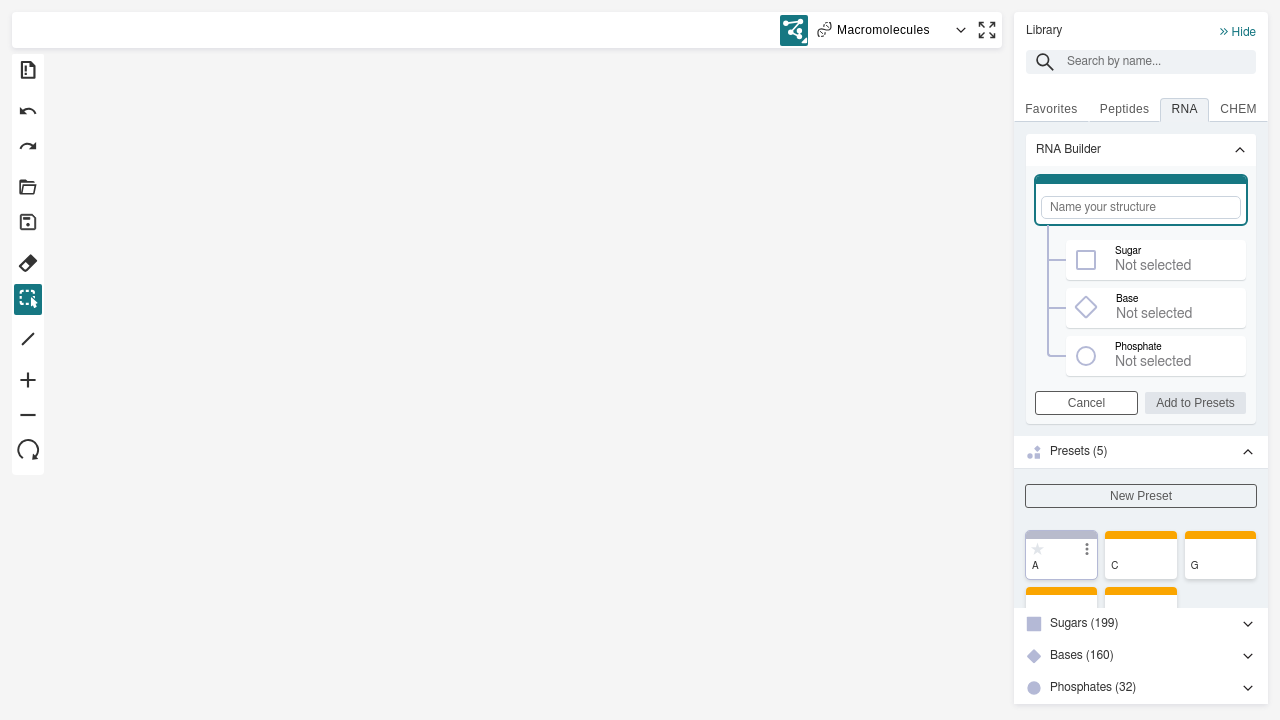 Macromolecules
Library
Hide
Search by name...
Favorites
Peptides
RNA
CHEM
RNA Builder
Name your structure
Sugar
Not selected
Base
Not selected
Phosphate
Not selected
Cancel
Add to Presets
Presets (5)
New Preset
A
C
G
Sugars (199)
Bases (160)
Phosphates (32)